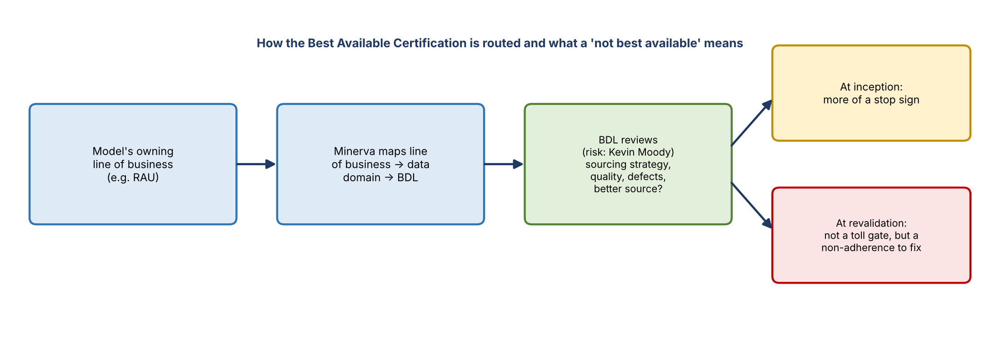 How the Best Available Certification is routed and what a 'not best available' means
Model's owning
line of business
(e.g. RAU)
Minerva maps line
of business → data
domain → BDL
BDL reviews
(risk: Kevin Moody)
sourcing strategy,
quality, defects,
better source?
At inception:
more of a stop sign
At revalidation:
not a toll gate, but a
non-adherence to fix